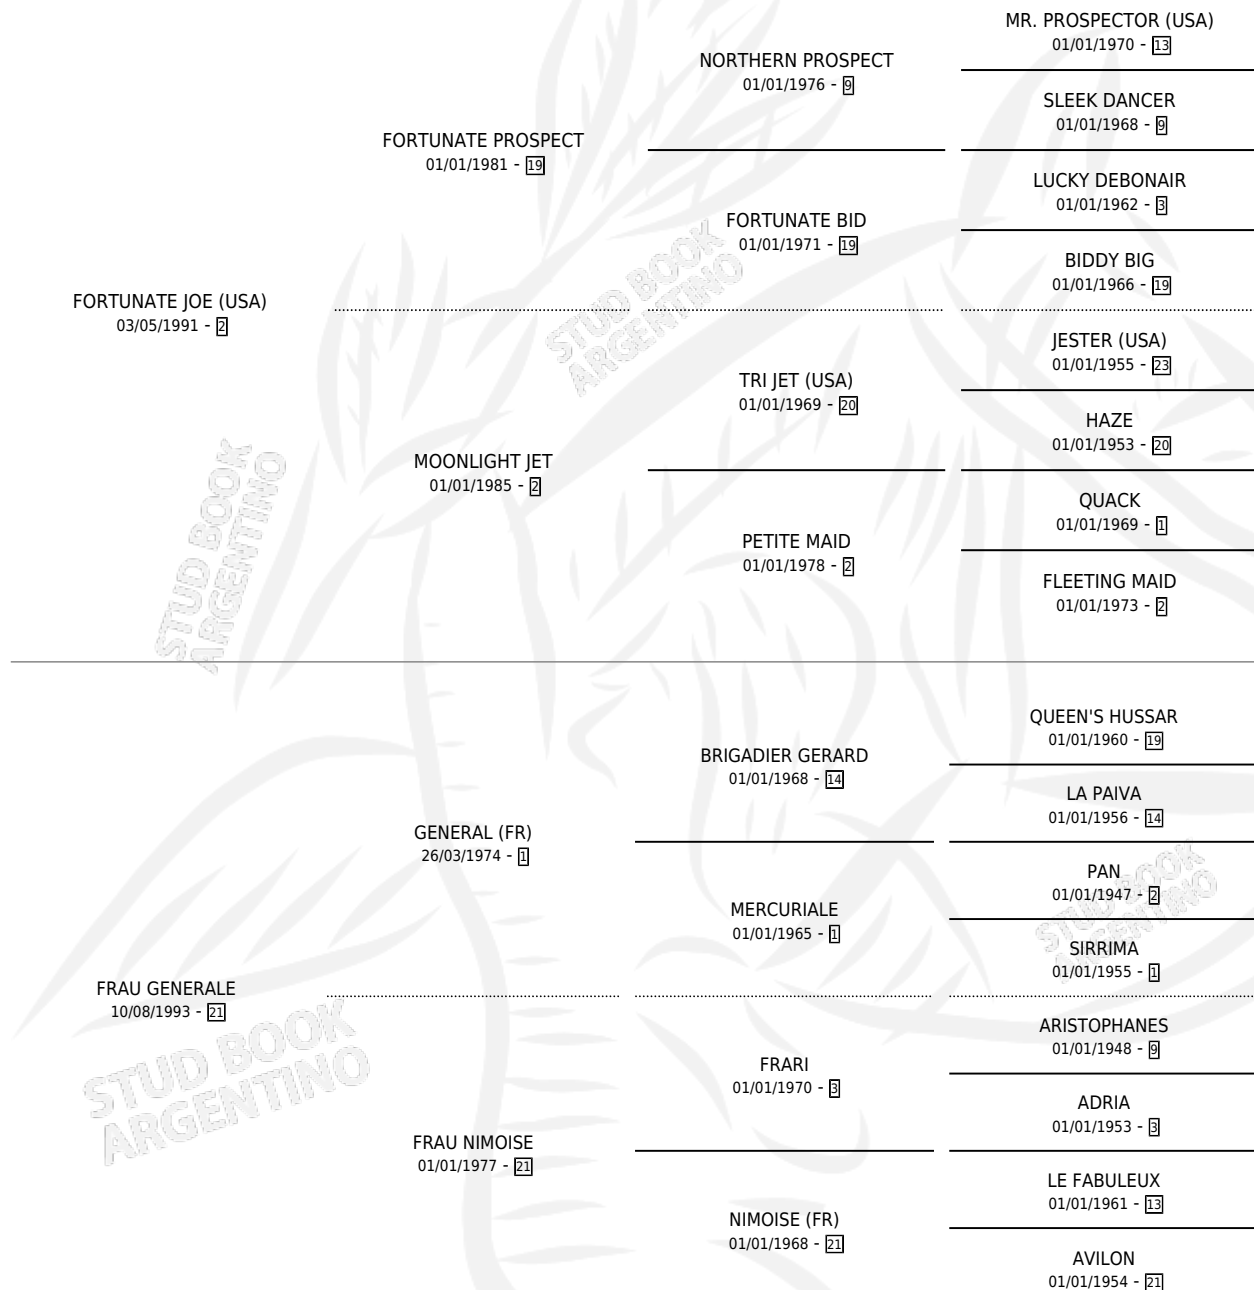 MR. PROSPECTOR (USA)
01/01/1970 - 13
NORTHERN PROSPECT
01/01/1976 - 9
SLEEK DANCER
01/01/1968 - 9
FORTUNATE PROSPECT
01/01/1981 - 19
LUCKY DEBONAIR
01/01/1962 - 3
FORTUNATE BID
01/01/1971 - 19
BIDDY BIG
01/01/1966 - 19
FORTUNATE JOE (USA)
03/05/1991 - 2
STUD BOOK
ARGENTINO
JESTER (USA)
01/01/1955 - 23
TRI JET (USA)
01/01/1969 - 20
HAZE
01/01/1953 - 20
MOONLIGHT JET
01/01/1985 - 2
STUD BOOK
ARGENTINO
QUACK
01/01/1969 - 1
PETITE MAID
01/01/1978 - 2
FLEETING MAID
01/01/1973 - 2
QUEEN'S HUSSAR
01/01/1960 - 19
BRIGADIER GERARD
01/01/1968 - 14
LA PAIVA
01/01/1956 - 14
GENERAL (FR)
26/03/1974 - 1
PAN
01/01/1947 - 2
STUD BOOK
ARGENTINO
MERCURIALE
01/01/1965 - 1
SIRRIMA
01/01/1955 - 1
FRAU GENERALE
10/08/1993 - 21
STUD BOOK
ARGENTINO
ARISTOPHANES
01/01/1948 - 9
FRARI
01/01/1970 - 3
ADRIA
01/01/1953 - 3
FRAU NIMOISE
01/01/1977 - 21
LE FABULEUX
01/01/1961 - 13
NIMOISE (FR)
01/01/1968 - 21
AVILON
01/01/1954 - 21